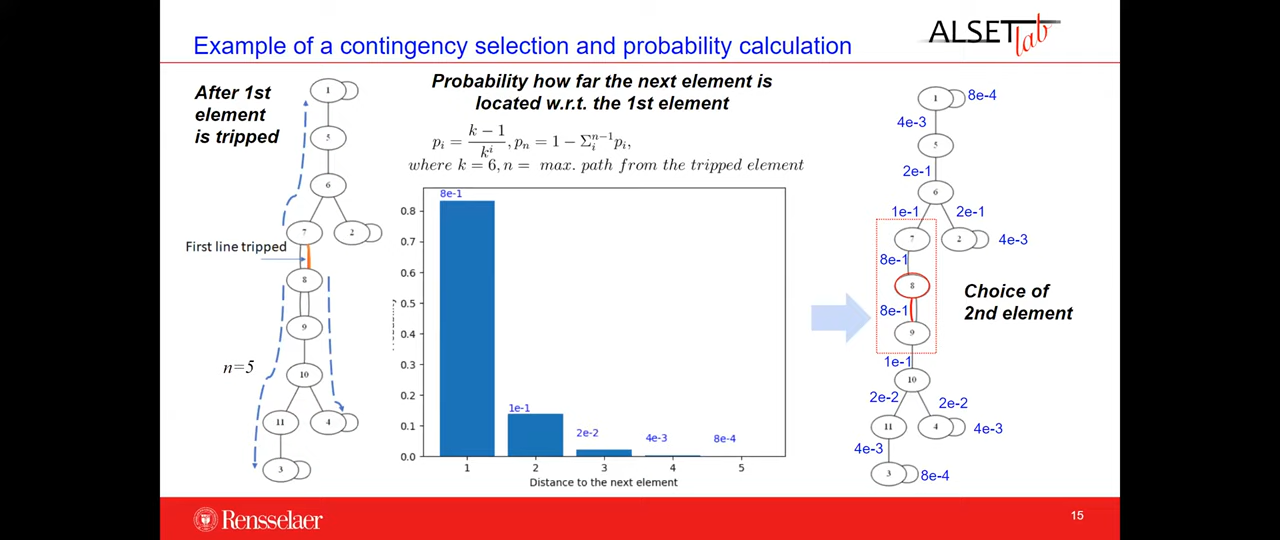 Example of a contingency selection and probability calculation
ALSETLab
After 1st
element
is tripped
1
5
6
7
2
First line tripped
8
9
n=5
10
11
4
3
Probability how far the next element is
located w.r.t. the 1st element
p_i = (k − 1)/k^i, p_n = 1 − Σ_i^{n−1} p_i,
where k = 6, n = max. path from the tripped element
8e-1
0.8
0.7
0.6
0.5
0.4
0.3
0.2
0.1
0.0
1e-1
2e-2
4e-3
8e-4
1 2 3 4 5
Distance to the next element
1
8e-4
4e-3
5
2e-1
6
1e-1
2e-1
7
2
4e-3
8e-1
8
8e-1
9
1e-1
10
2e-2
2e-2
11
4
4e-3
4e-3
3
8e-4
Choice of
2nd element
Rensselaer
15